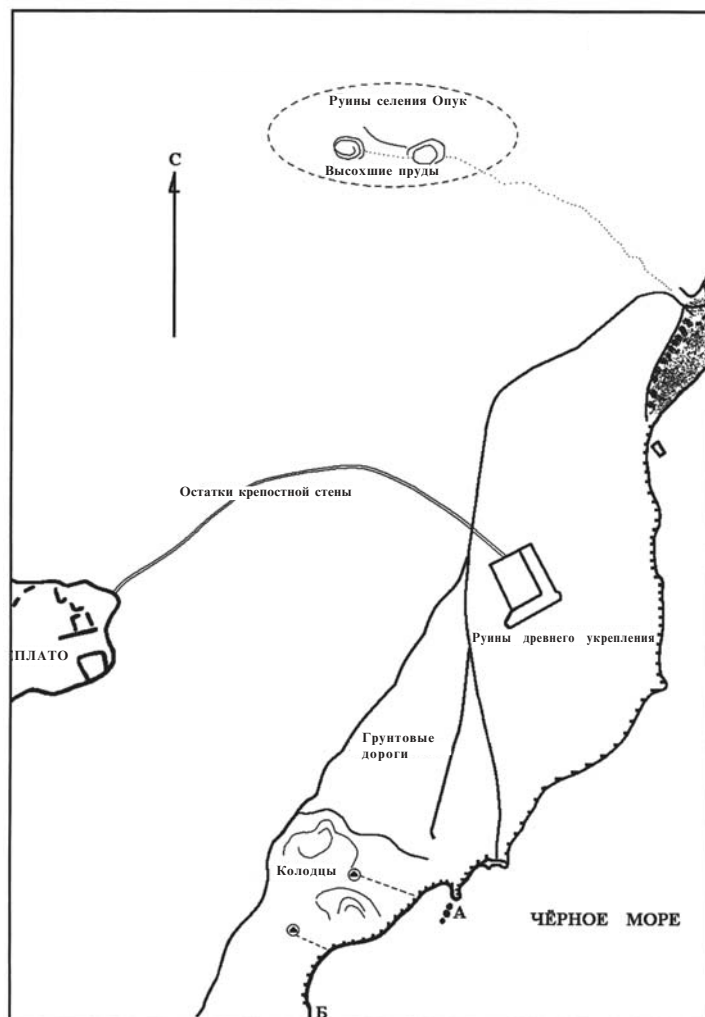 Руины селения Опук
Высохшие пруды
С
Остатки крепостной стены
ПЛАТО
Руины древнего укрепления
Грунтовые
дороги
Колодцы
А
ЧЁРНОЕ МОРЕ
Б